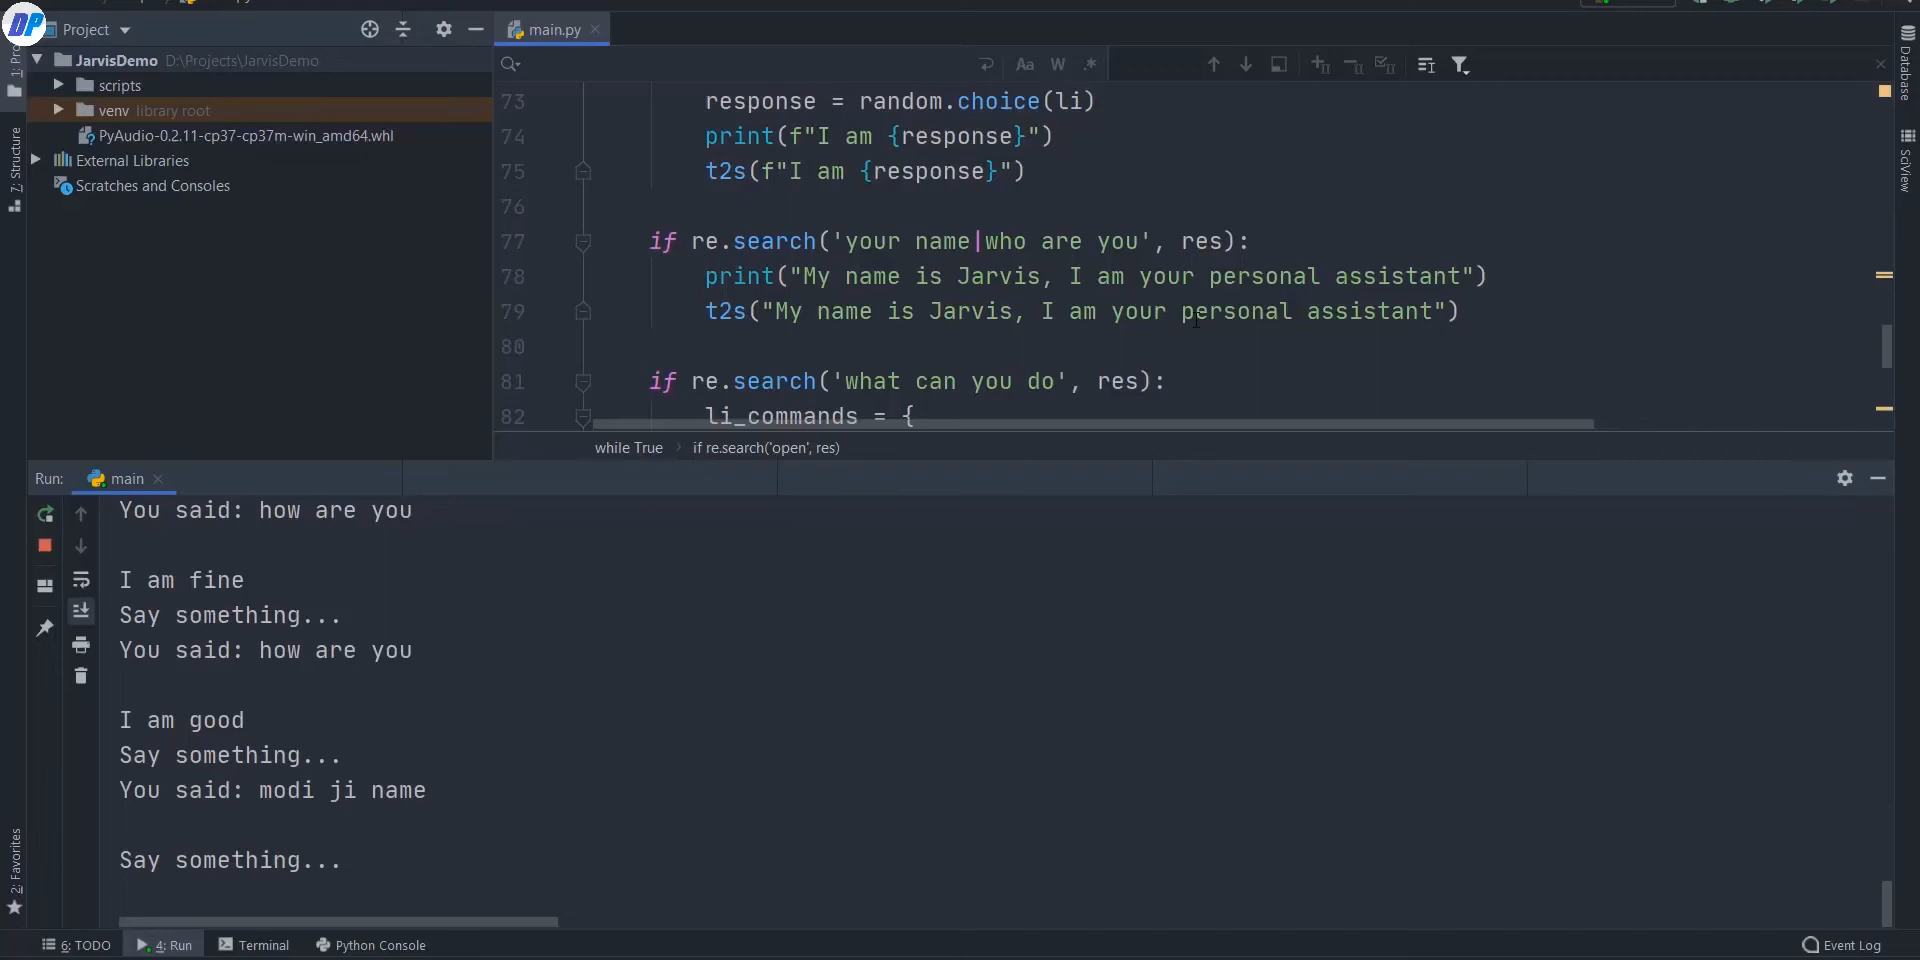 DP
Project
main.py
JarvisDemo D:\Projects\JarvisDemo
scripts
venv library root
PyAudio-0.2.11-cp37-cp37m-win_amd64.whl
External Libraries
Scratches and Consoles
1: Pro
7: Structure
2: Favorites
Aa W .*
73 response = random.choice(li)
74 print(f"I am {response}")
75 t2s(f"I am {response}")
76
77 if re.search('your name|who are you', res):
78 print("My name is Jarvis, I am your personal assistant")
79 t2s("My name is Jarvis, I am your personal assistant")
80
81 if re.search('what can you do', res):
82 li_commands = {
while True › if re.search('open', res)
Database
SciView
Run: main
You said: how are you
I am fine
Say something...
You said: how are you
I am good
Say something...
You said: modi ji name
Say something...
6: TODO 4: Run Terminal Python Console Event Log